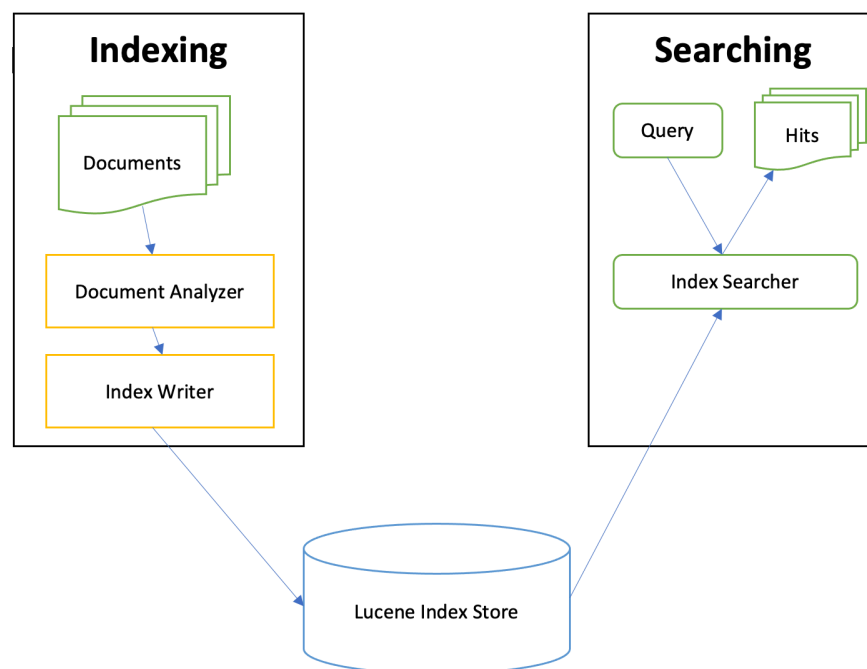 Indexing
Documents
Document Analyzer
Index Writer
Searching
Query
Hits
Index Searcher
Lucene Index Store